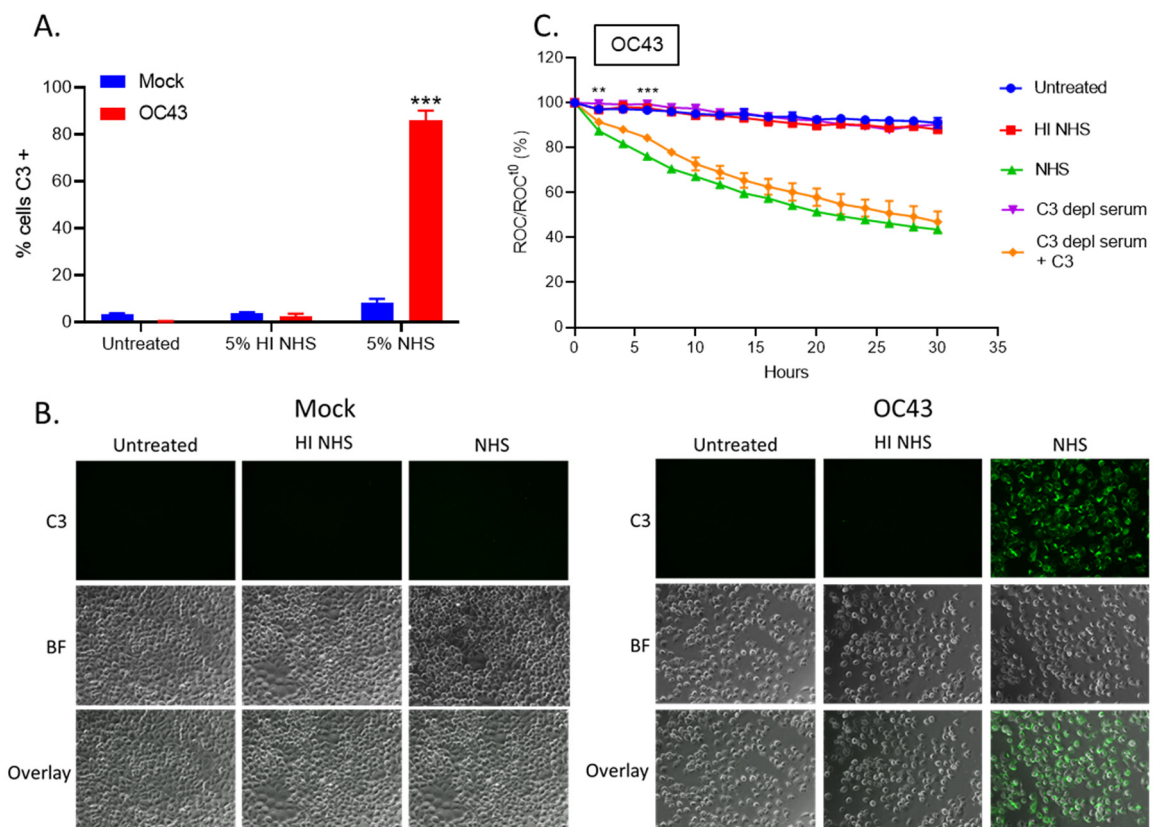 A.
Mock
OC43
% cells C3 +
100
80
60
40
20
0
***
Untreated
5% HI NHS
5% NHS
C.
OC43
ROC/ROC^t0 (%)
120
100
80
60
40
20
0
** ***
0 5 10 15 20 25 30 35
Hours
Untreated
HI NHS
NHS
C3 depl serum
C3 depl serum
+ C3
B.
Mock
Untreated HI NHS NHS
C3
BF
Overlay
OC43
Untreated HI NHS NHS
C3
BF
Overlay